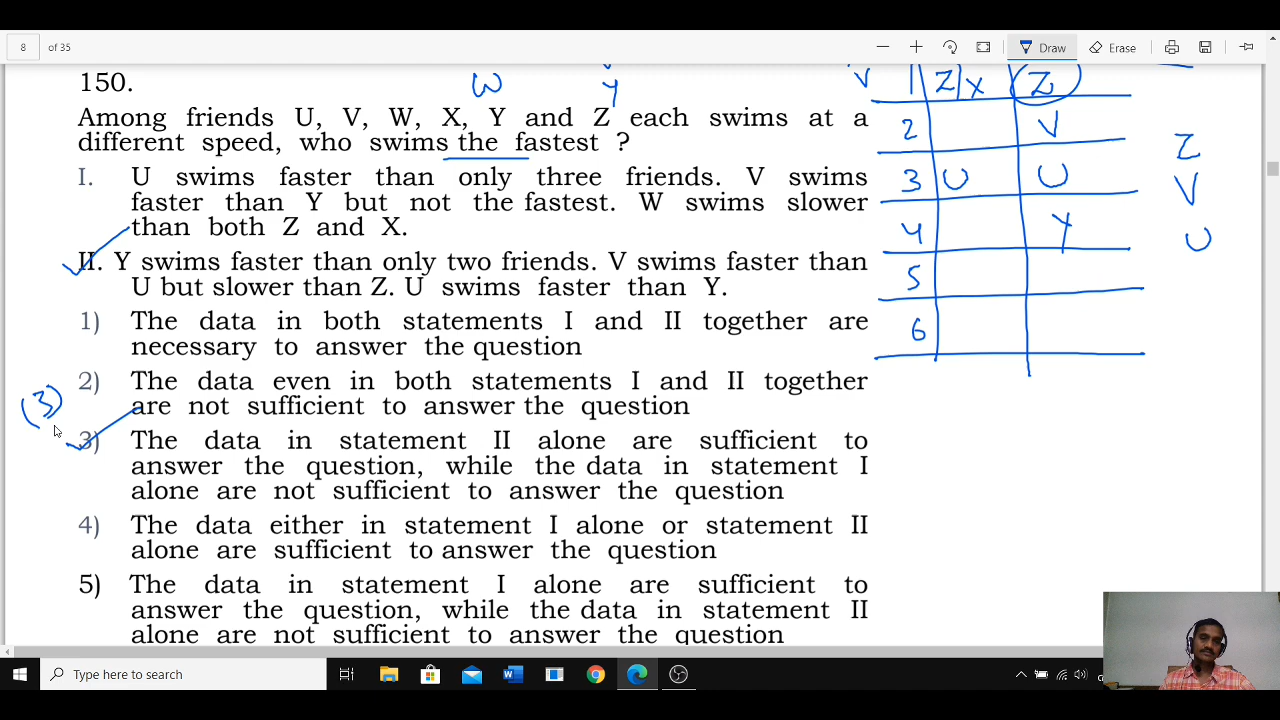 8 of 35
Draw
Erase
150.
W
Y
V
1 Z X Z
Among friends U, V, W, X, Y and Z each swims at a
different speed, who swims the fastest ?
2 V
I. U swims faster than only three friends. V swims
faster than Y but not the fastest. W swims slower
than both Z and X.
3 U U
Z
V
U
II. Y swims faster than only two friends. V swims faster than
U but slower than Z. U swims faster than Y.
4 Y
5
6
1) The data in both statements I and II together are
necessary to answer the question
2) The data even in both statements I and II together
are not sufficient to answer the question
(3)
3) The data in statement II alone are sufficient to
answer the question, while the data in statement I
alone are not sufficient to answer the question
4) The data either in statement I alone or statement II
alone are sufficient to answer the question
5) The data in statement I alone are sufficient to
answer the question, while the data in statement II
alone are not sufficient to answer the question
Type here to search